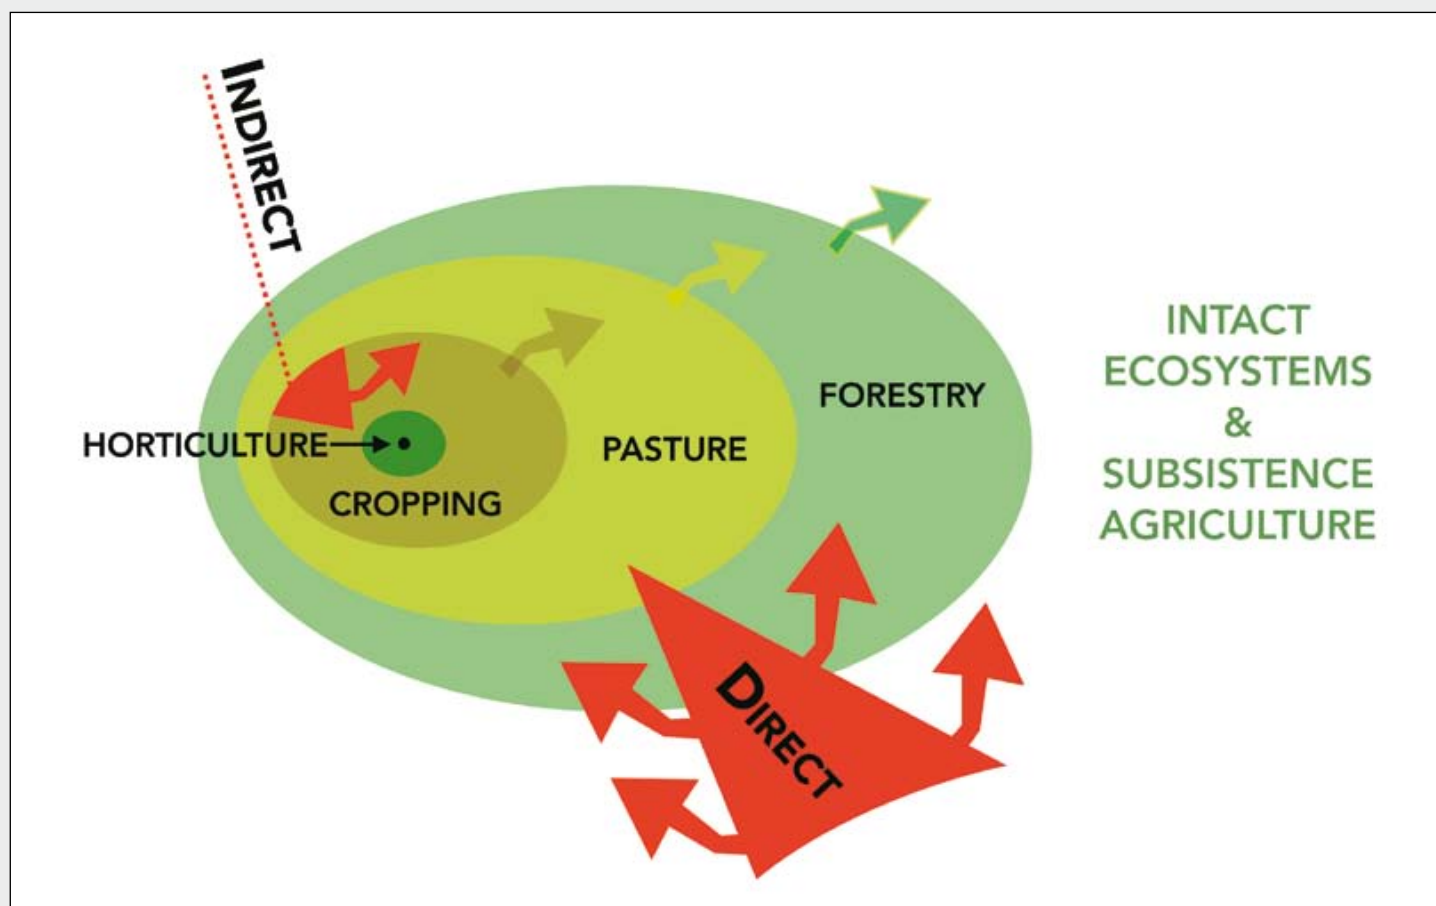 INDIRECT
INTACT
ECOSYSTEMS
&
SUBSISTENCE
AGRICULTURE
FORESTRY
HORTICULTURE
PASTURE
CROPPING
DIRECT